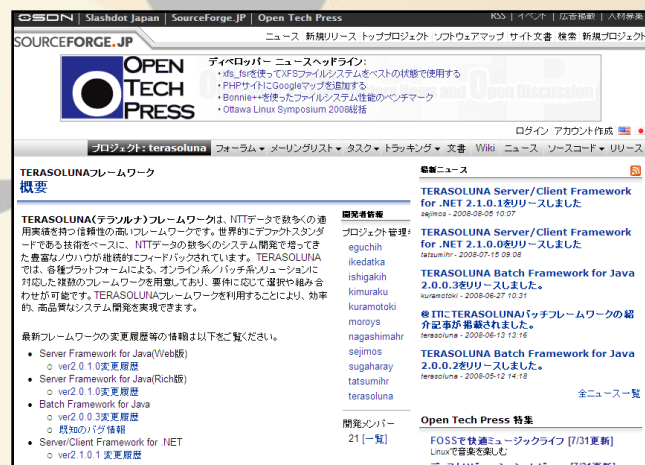 OSDN | Slashdot Japan | SourceForge.JP | Open Tech Press
RSS | イベント | 広告掲載 | 人材募集
SOURCEFORGE.JP
ニュース 新規リリース トッププロジェクト ソフトウェアマップ サイト文書 検索 新規プロジェクト
OPEN
TECH
PRESS
ディベロッパー ニュースヘッドライン:
・xfs_fsrを使ってXFSファイルシステムをベストの状態で使用する
・PHPサイトにGoogleマップを追加する
・Bonnie++を使ったファイルシステム性能のベンチマーク
・Ottawa Linux Symposium 2008総括
ログイン アカウント作成
プロジェクト: terasoluna フォーラム▼ メーリングリスト▼ タスク▼ トラッキング▼ 文書 Wiki ニュース ソースコード▼ リリース
TERASOLUNAフレームワーク
概要
TERASOLUNA(テラソルナ)フレームワークは、NTTデータで数多くの適
用実績を持つ信頼性の高いフレームワークです。世界的にデファクトスタンダ
ードである技術をベースに、NTTデータの数多くのシステム開発で培ってき
た豊富なノウハウが継続的にフィードバックされています。TERASOLUNA
では、各種プラットフォームによる、オンライン系／バッチ系ソリューションに
対応した複数のフレームワークを用意しており、要件に応じて選択や組み合
わせが可能です。TERASOLUNAフレームワークを利用することにより、効率
的、高品質なシステム開発を実現できます。
最新フレームワークの変更履歴等の情報は以下をご覧ください。
• Server Framework for Java(Web版)
○ ver2.0.1.0変更履歴
• Server Framework for Java(Rich版)
○ ver2.0.1.0変更履歴
• Batch Framework for Java
○ ver2.0.0.3変更履歴
○ 既知のバグ情報
• Server/Client Framework for .NET
○ ver2.1.0.1 変更履歴
開発者情報
プロジェクト管理
eguchih
ikedatka
ishigakih
kimuraku
kuramotoki
moroys
nagashimahr
sejimos
sugaharay
tatsumihr
terasoluna
開発メンバー
21 [一覧]
最新ニュース
TERASOLUNA Server/Client Framework
for .NET 2.1.0.1をリリースしました
sejimos - 2008-08-05 10:07
TERASOLUNA Server/Client Framework
for .NET 2.1.0.0をリリースしました
tatsumihr - 2008-07-15 09:08
TERASOLUNA Batch Framework for Java
2.0.0.3をリリースしました。
kuramotoki - 2008-06-27 10:31
@ITにTERASOLUNAバッチフレームワークの紹
介記事が掲載されました。
terasoluna - 2008-06-13 13:16
TERASOLUNA Batch Framework for Java
2.0.0.2をリリースしました。
terasoluna - 2008-05-12 14:18
全ニュース一覧
Open Tech Press 特集
FOSSで快適ミュージックライフ [7/31更新]
Linuxで音楽を楽しむ